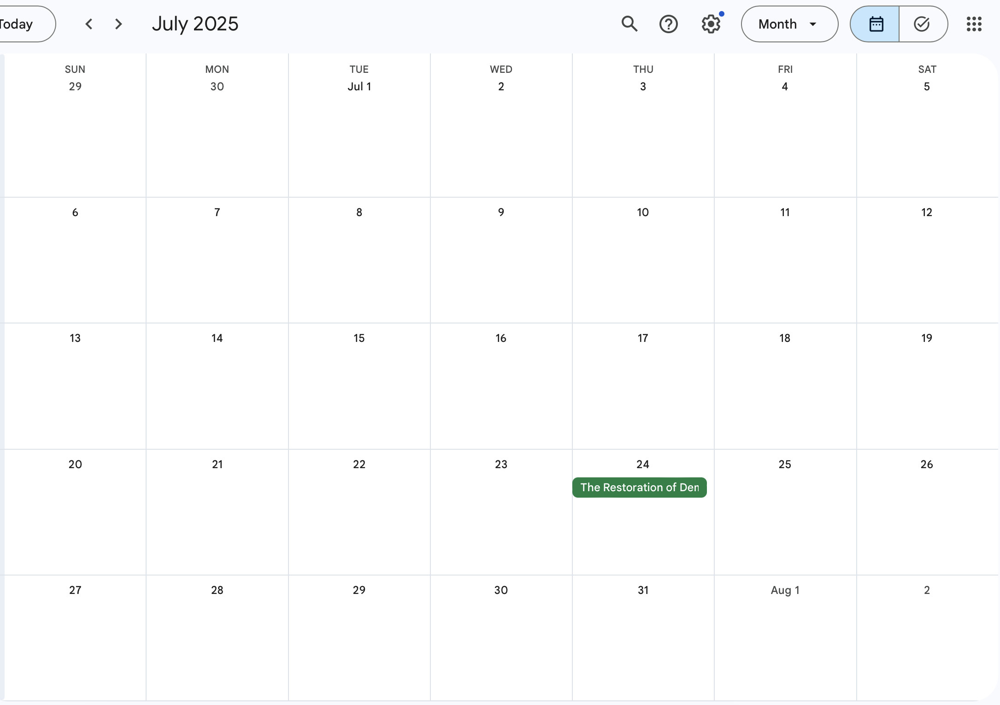 Today
July 2025
Month
SUN MON TUE WED THU FRI SAT
29 30 Jul 1 2 3 4 5
6 7 8 9 10 11 12
13 14 15 16 17 18 19
20 21 22 23 24 25 26
The Restoration of Dem
27 28 29 30 31 Aug 1 2